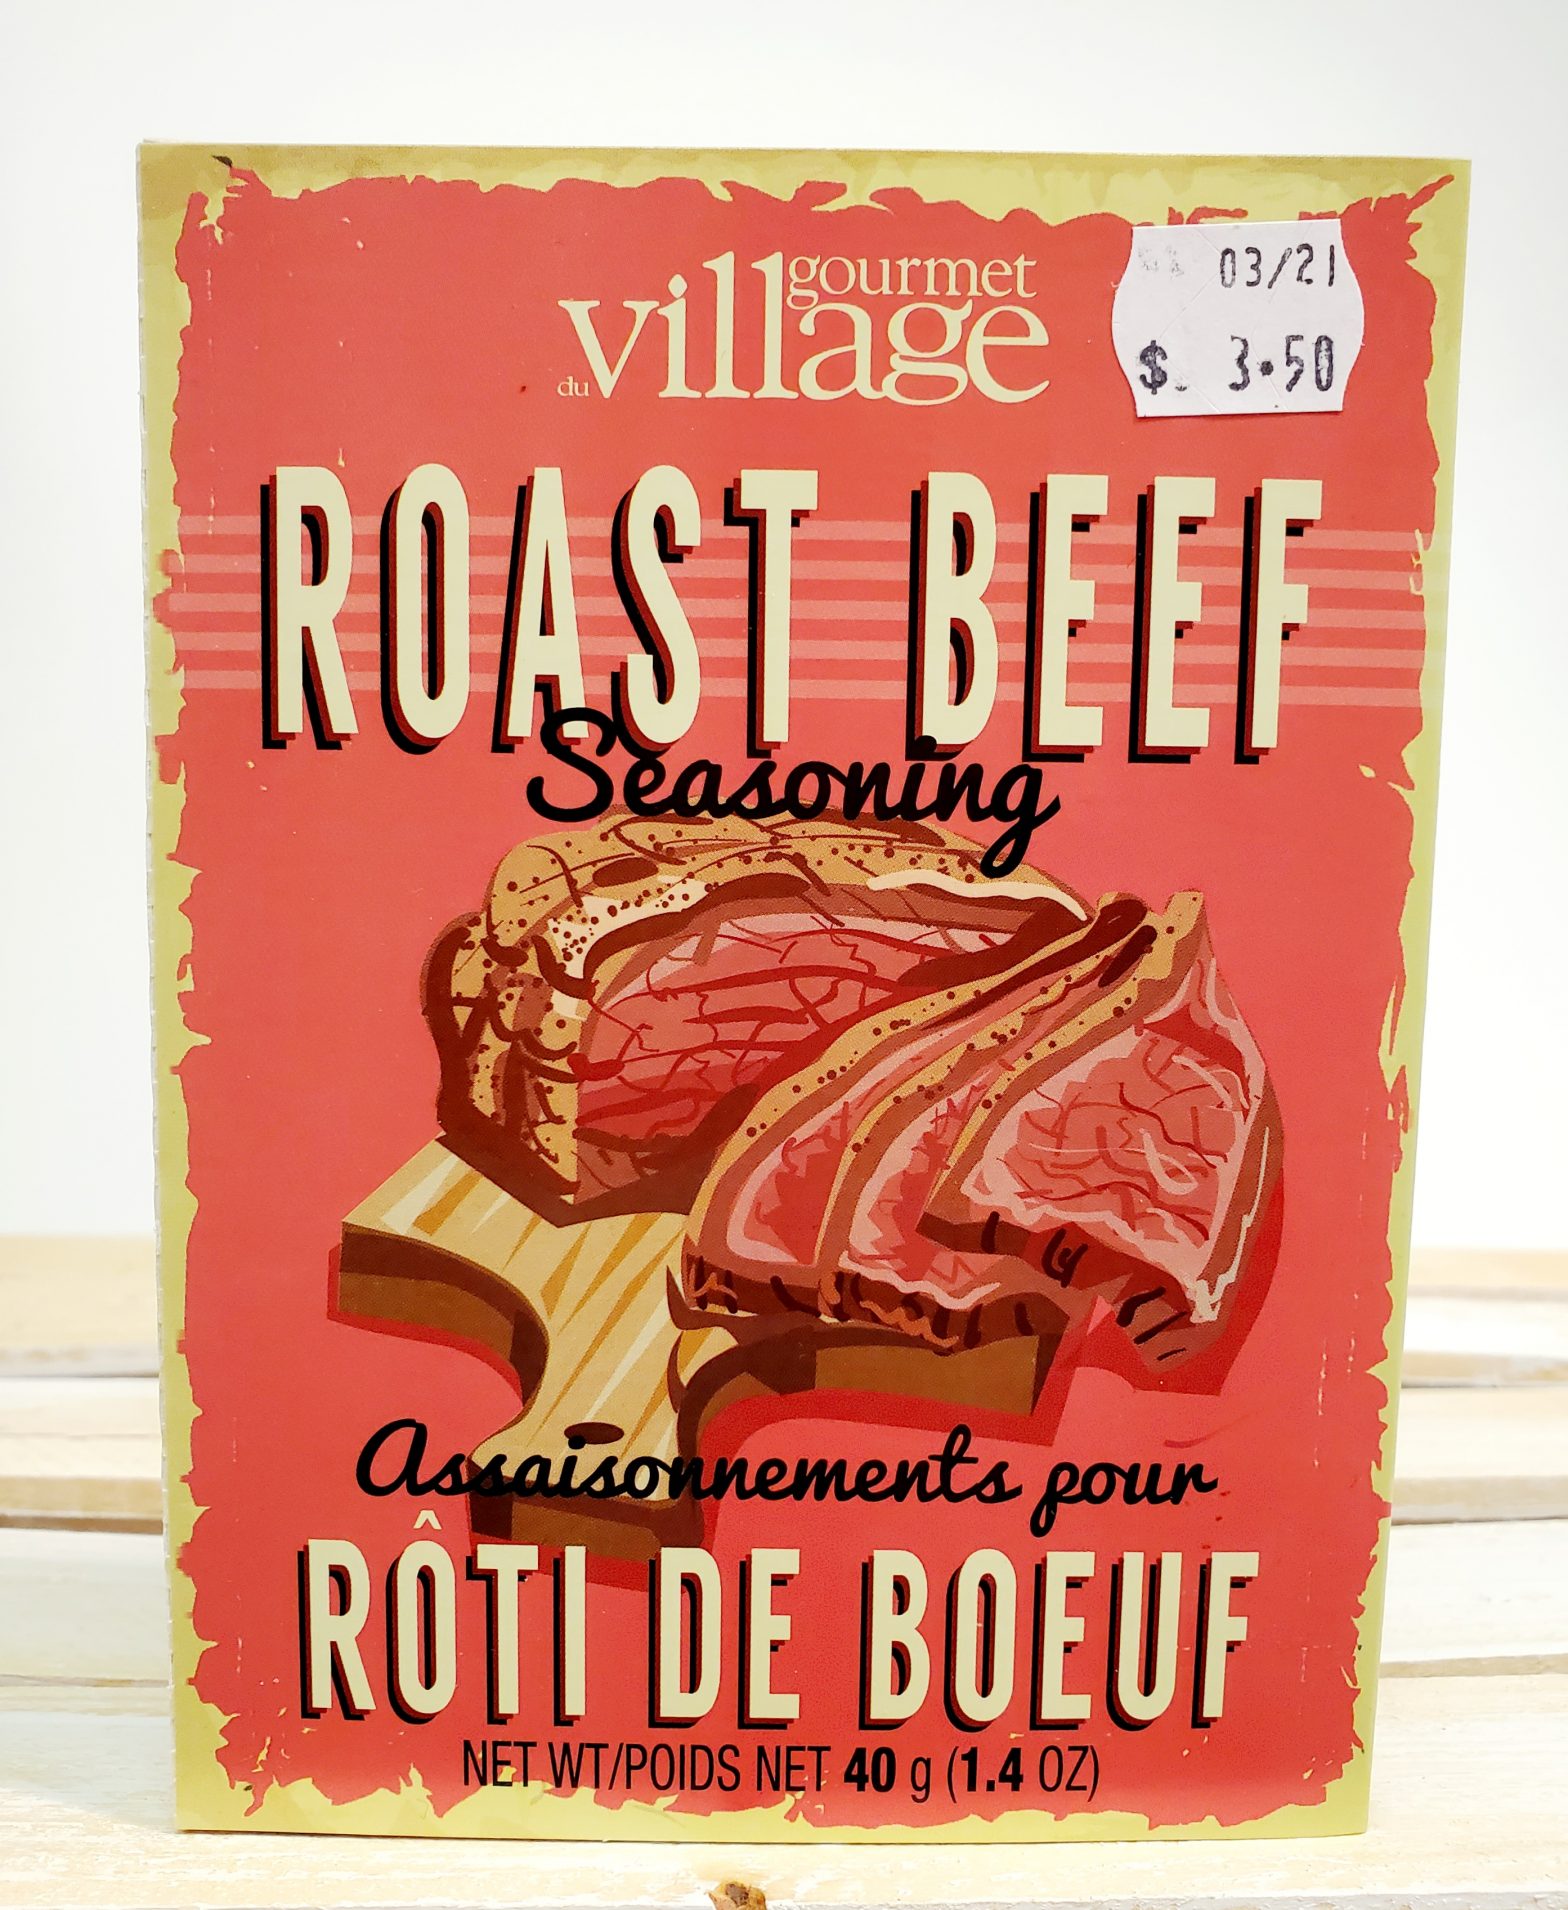 gourmet
du village
03/21
$ 3.50
ROAST BEEF
Seasoning
Assaisonnements pour
RÔTI DE BOEUF
NET WT/POIDS NET 40 g (1.4 OZ)